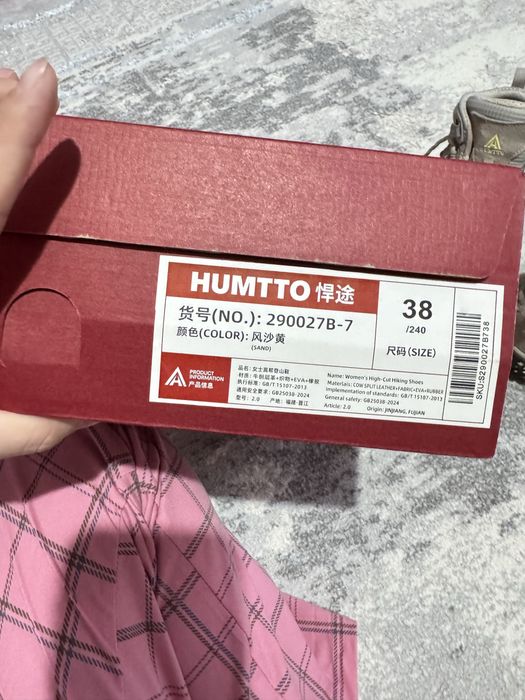 HUMTTO 悍途
货号(NO.): 290027B-7
颜色(COLOR): 风沙黄
(SAND)
38
/240
尺码(SIZE)
PRODUCT
INFORMATION
产品信息
品名: 女士高帮登山鞋
材质: 牛剖层革+织物+EVA+橡胶
执行标准: GB/T 15107-2013
通用安全要求: GB25038-2024
型号: 2.0 产地: 福建·晋江
Name: Women's High-Cut Hiking Shoes
Materials: COW SPLIT LEATHER+FABRIC+EVA+RUBBER
Implementation of standards: GB/T 15107-2013
General safety: GB25038-2024
Article: 2.0 Origin: JINJIANG, FUJIAN
SKU:S290027B738